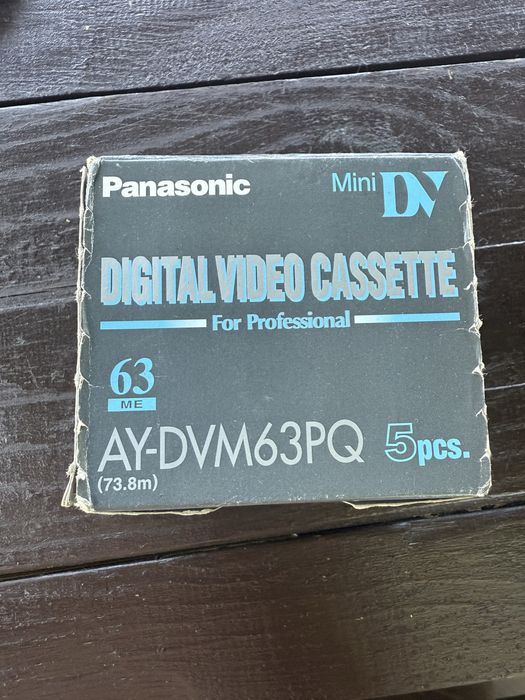 Panasonic
Mini DV
DIGITAL VIDEO CASSETTE
For Professional
63
ME
AY-DVM63PQ 5pcs.
(73.8m)